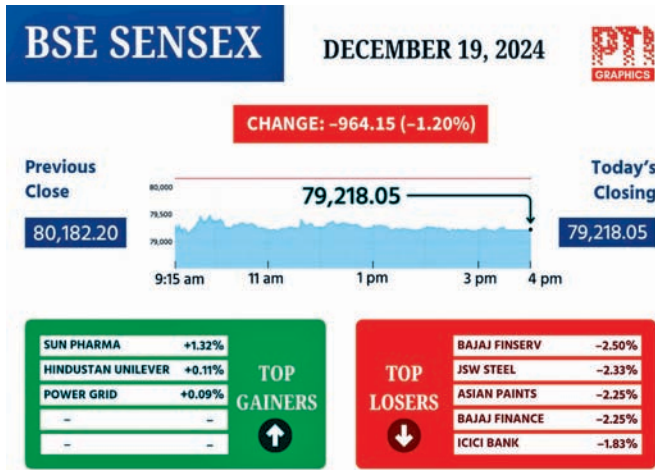 BSE SENSEX
DECEMBER 19, 2024
PTI
GRAPHICS
CHANGE: –964.15 (–1.20%)
Previous
Close
80,182.20
Today's
Closing
79,218.05
79,218.05
80,000
79,500
79,000
9:15 am 11 am 1 pm 3 pm 4 pm
SUN PHARMA +1.32%
HINDUSTAN UNILEVER +0.11%
POWER GRID +0.09%
– –
– –
TOP
GAINERS
TOP
LOSERS
BAJAJ FINSERV –2.50%
JSW STEEL –2.33%
ASIAN PAINTS –2.25%
BAJAJ FINANCE –2.25%
ICICI BANK –1.83%